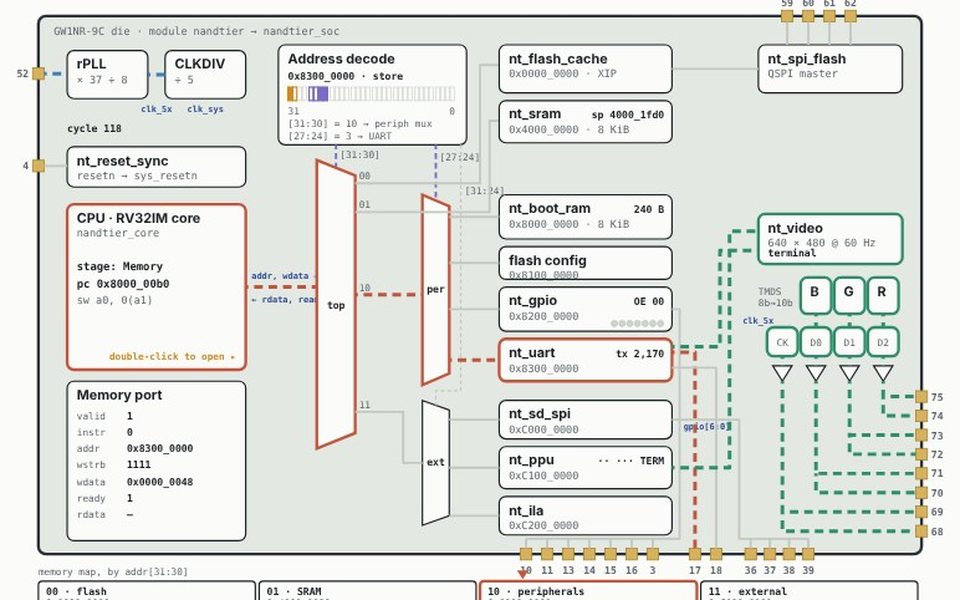 59 60 61 62
GW1NR-9C die · module nandtier → nandtier_soc
52
rPLL
× 37 ÷ 8
CLKDIV
÷ 5
clk_5x clk_sys
cycle 118
4
nt_reset_sync
resetn → sys_resetn
CPU · RV32IM core
nandtier_core
stage: Memory
pc 0x8000_00b0
sw a0, 0(a1)
double-click to open ▸
addr, wdata
← rdata,
Memory port
valid 1
instr 0
addr 0x8300_0000
wstrb 1111
wdata 0x0000_0048
ready 1
rdata —
Address decode
0x8300_0000 · store
31 0
[31:30] = 10 → periph mux
[27:24] = 3 → UART
[31:30]
[27:24]
[31:24]
00
01
10
11
top
per
ext
nt_flash_cache
0x0000_0000 · XIP
nt_sram sp 4000_1fd0
0x4000_0000 · 8 KiB
nt_boot_ram 240 B
0x8000_0000 · 8 KiB
flash config
0x8100_0000
nt_gpio OE 00
0x8200_0000
nt_uart tx 2,170
0x8300_0000
nt_sd_spi
0xC000_0000
nt_ppu ·· ··· TERM
0xC100_0000
nt_ila
0xC200_0000
gpio[6:0]
nt_spi_flash
QSPI master
nt_video
640 × 480 @ 60 Hz
terminal
TMDS
8b→10b
B G R
clk_5x
CK D0 D1 D2
75
74
73
72
71
70
69
68
10 11 13 14 15 16 3 17 18 36 37 38 39
memory map, by addr[31:30]
00 · flash
01 · SRAM
10 · peripherals
11 · external